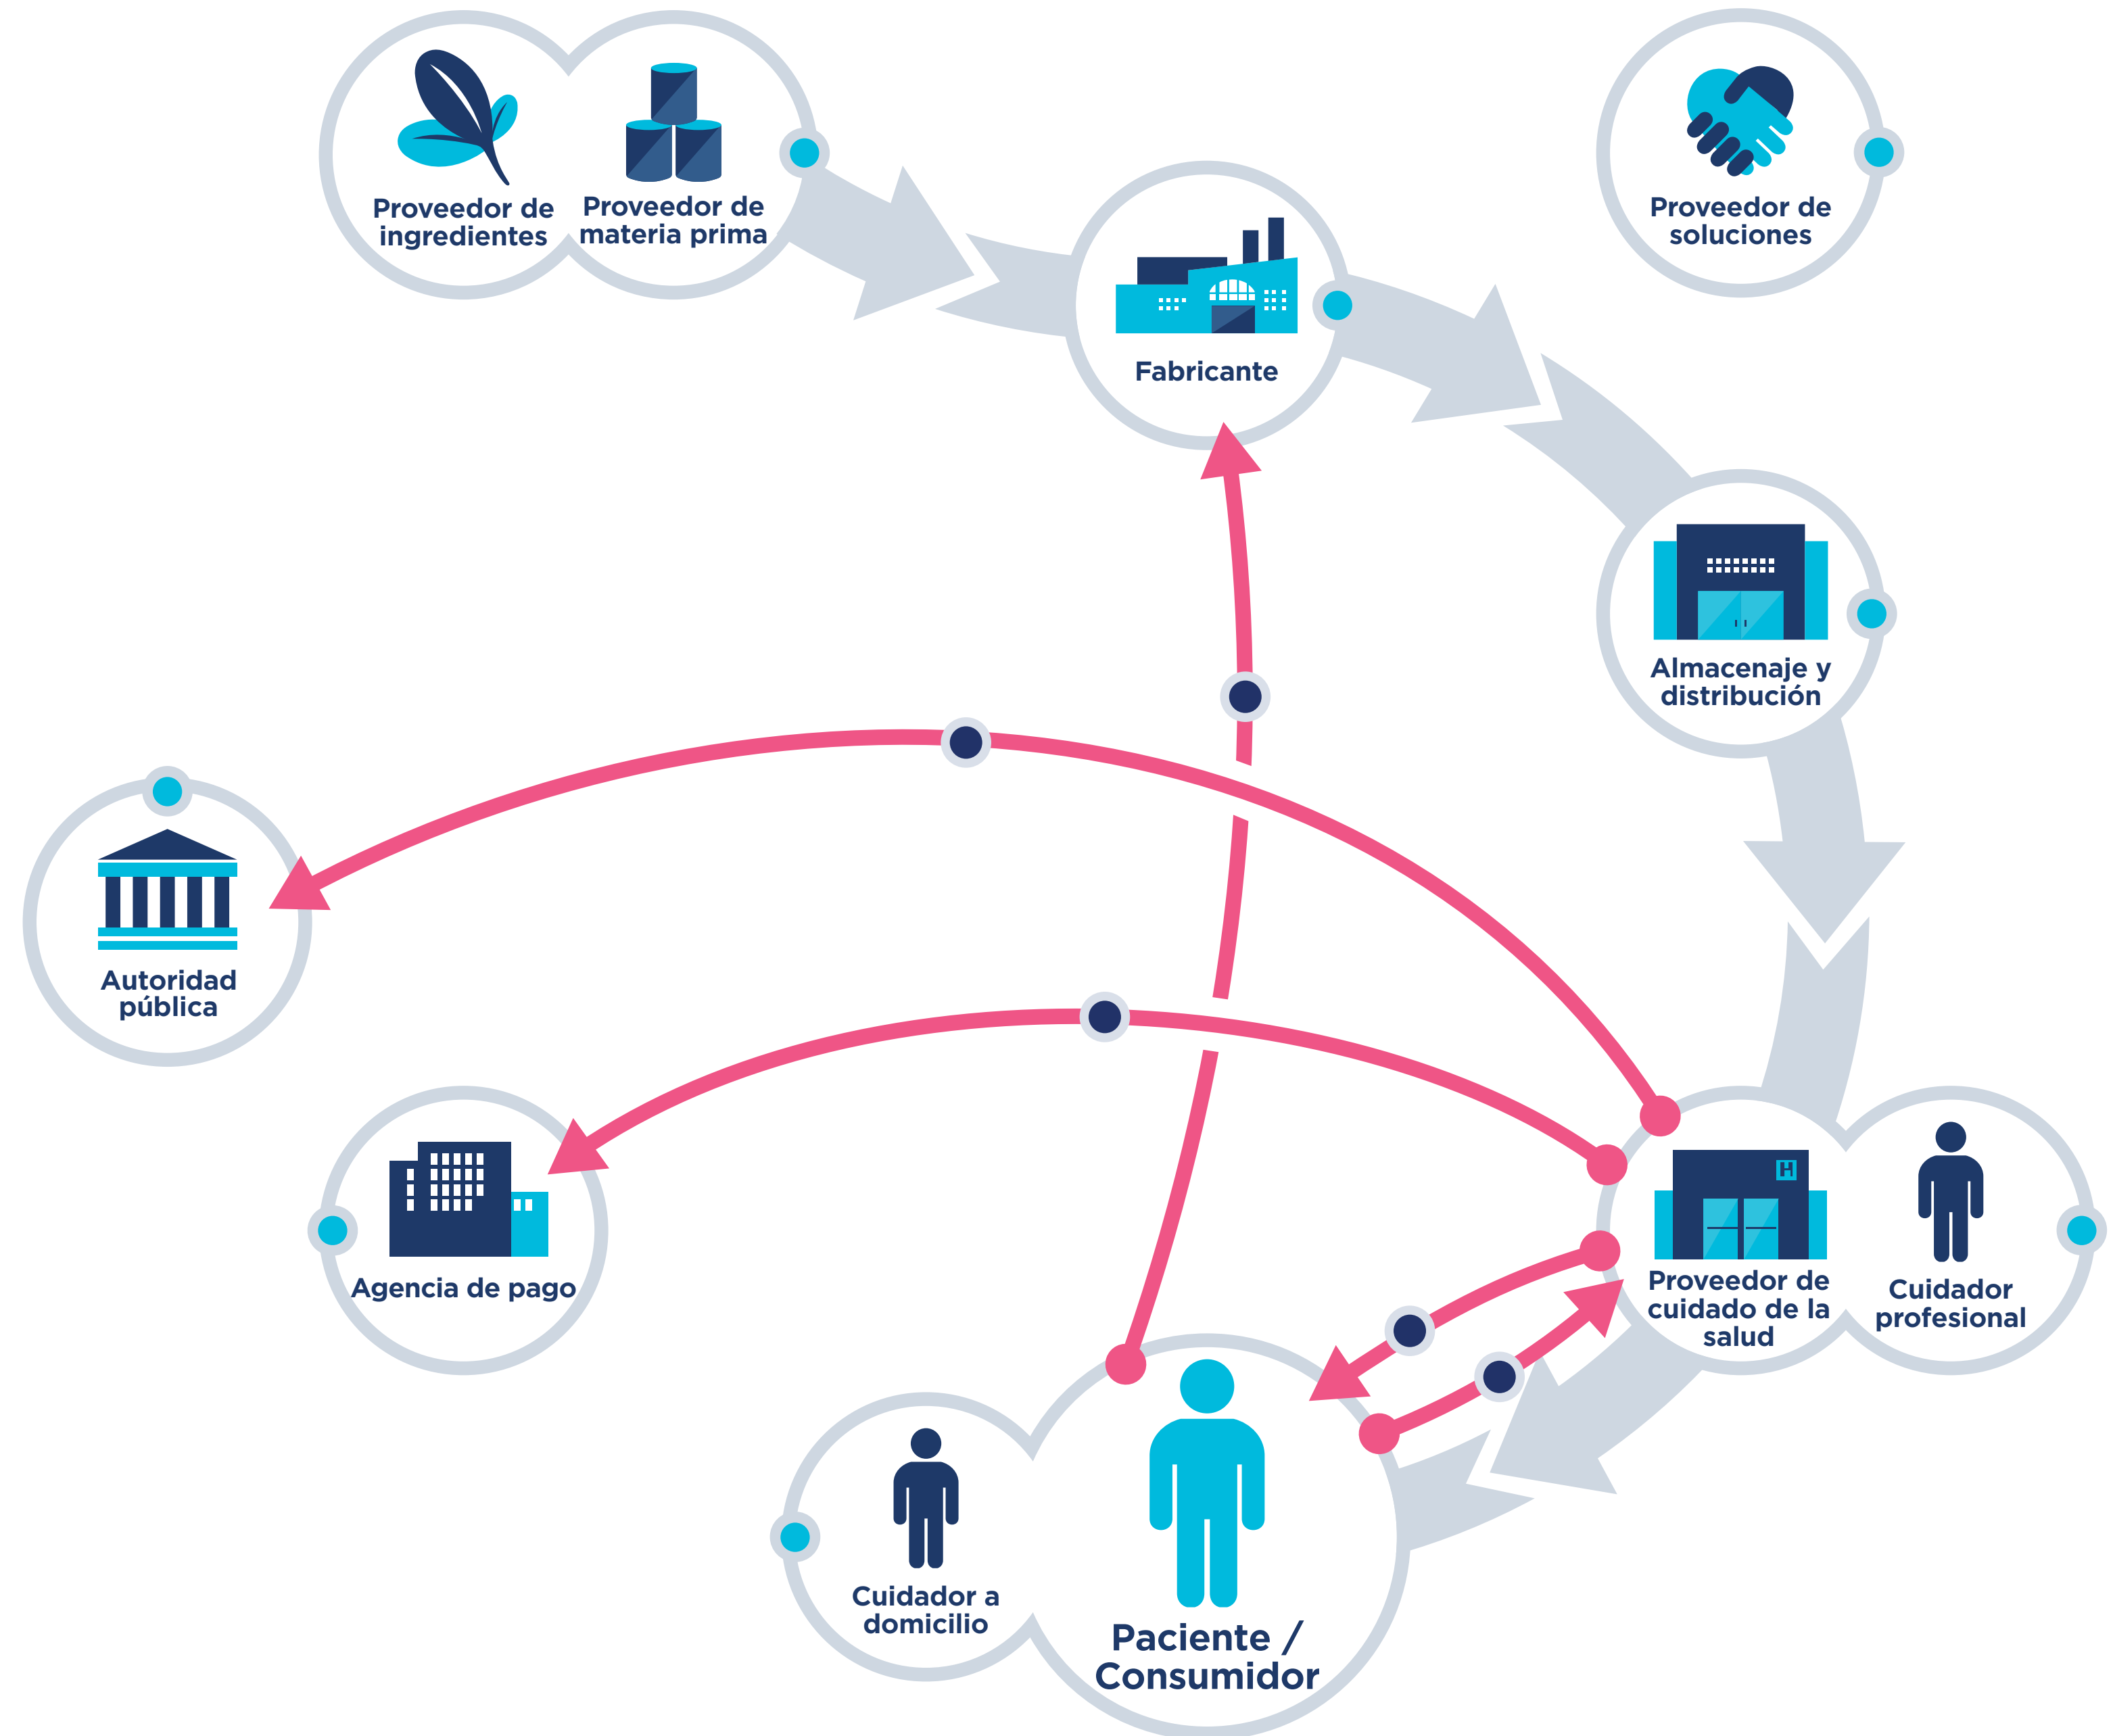 Proveedor de
ingredientes
Proveedor de
materia prima
Proveedor de
soluciones
Fabricante
Almacenaje y
distribución
Autoridad
pública
Agencia de pago
H
Proveedor de
cuidado de la
salud
Cuidador
profesional
Cuidador a
domicilio
Paciente /
Consumidor